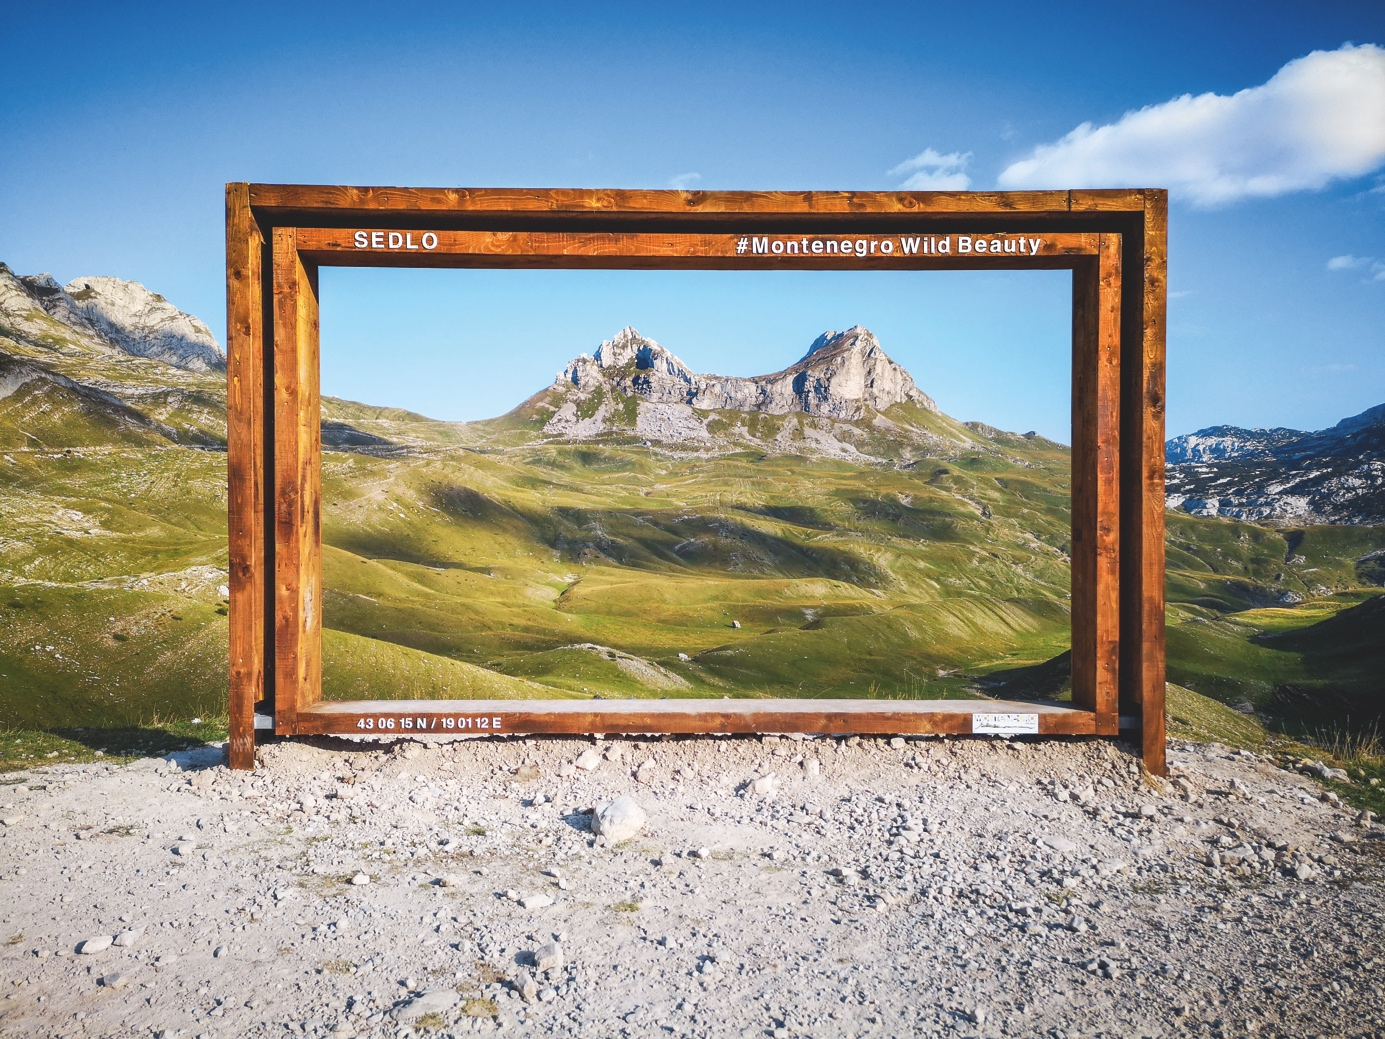 SEDLO
#Montenegro Wild Beauty
43 06 15 N / 19 01 12 E